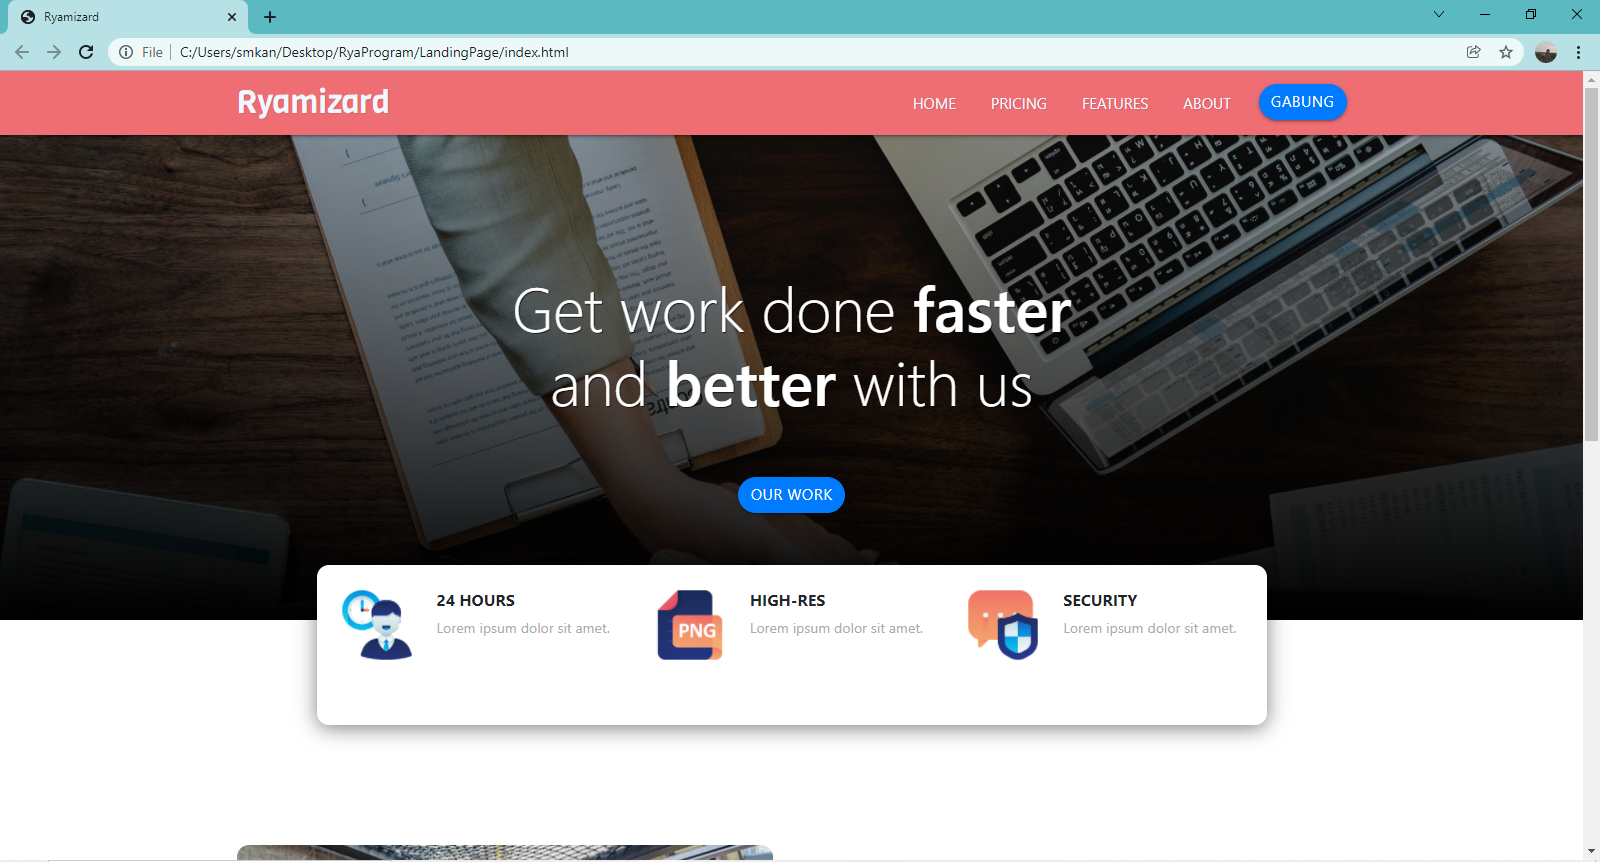 Ryamizard
File
C:/Users/smkan/Desktop/RyaProgram/LandingPage/index.html
Ryamizard
HOME PRICING FEATURES ABOUT GABUNG
Get work done faster
and better with us
OUR WORK
24 HOURS
Lorem ipsum dolor sit amet.
PNG
HIGH-RES
Lorem ipsum dolor sit amet.
SECURITY
Lorem ipsum dolor sit amet.